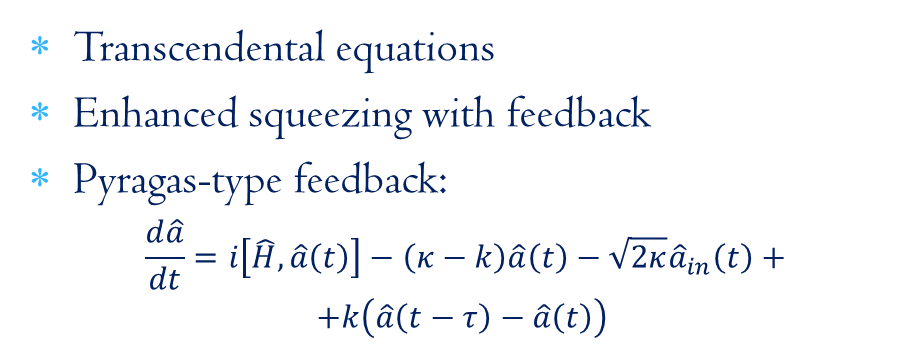 * Transcendental equations
* Enhanced squeezing with feedback
* Pyragas-type feedback:
dâ/dt = i[Ĥ, â(t)] − (κ − k)â(t) − √2κ â_in(t) +
+k(â(t − τ) − â(t))